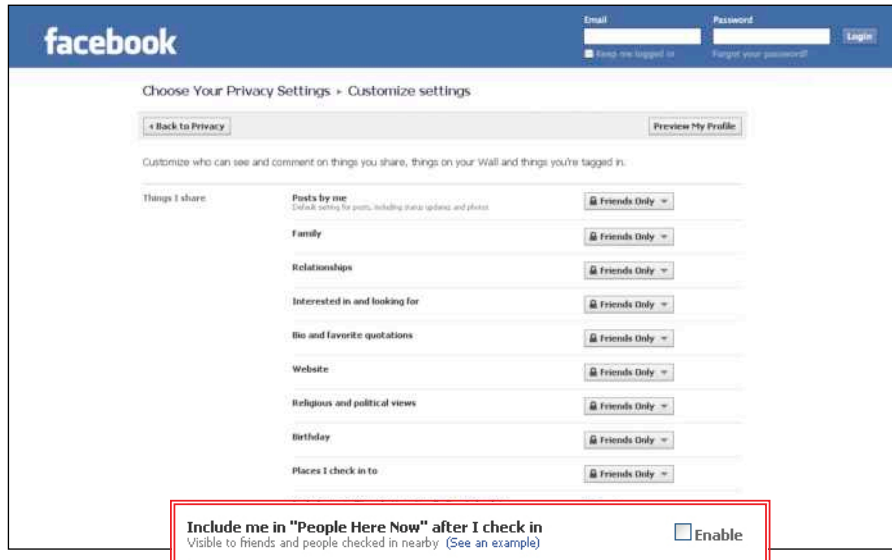 Email Password
facebook
Login
Keep me logged in Forgot your password?
Choose Your Privacy Settings ▸ Customize settings
Back to Privacy Preview My Profile
Customize who can see and comment on things you share, things on your Wall and things you're tagged in.
Things I share Posts by me Friends Only
Default setting for posts, including status updates and photos
Family Friends Only
Relationships Friends Only
Interested in and looking for Friends Only
Bio and favorite quotations Friends Only
Website Friends Only
Religious and political views Friends Only
Birthday Friends Only
Places I check in to Friends Only
Include me in "People Here Now" after I check in Enable
Visible to friends and people checked in nearby (See an example)